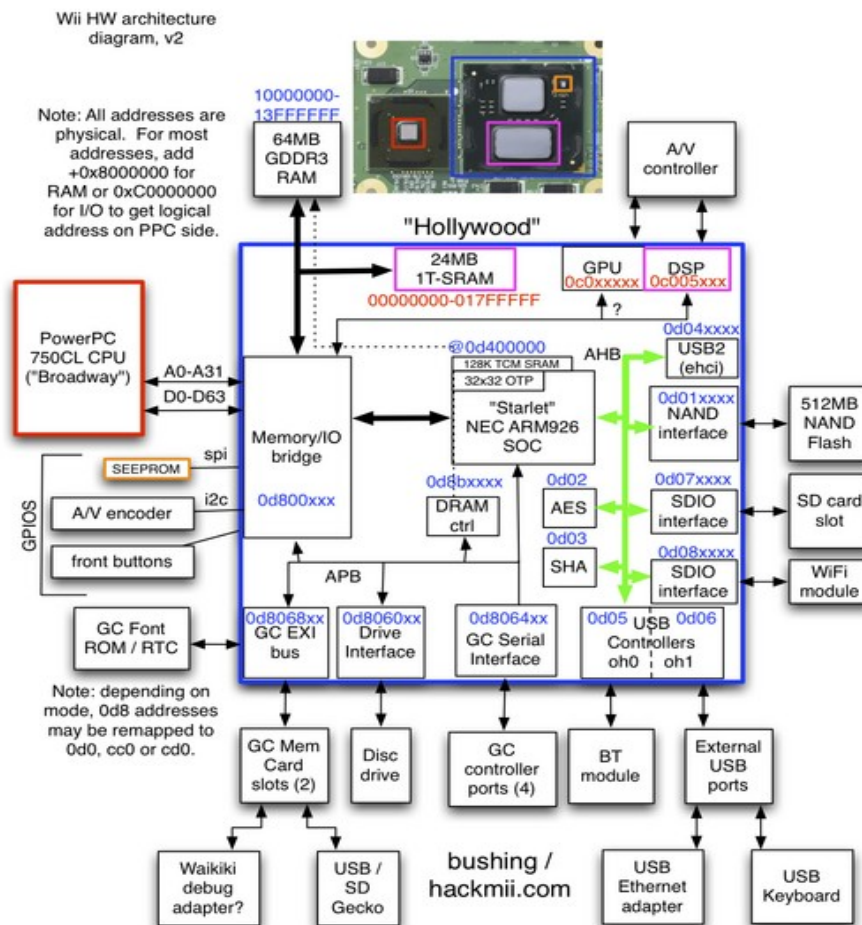 Wii HW architecture
diagram, v2
Note: All addresses are
physical. For most
addresses, add
+0x8000000 for
RAM or 0xC0000000
for I/O to get logical
address on PPC side.
10000000-
13FFFFFF
64MB
GDDR3
RAM
A/V
controller
"Hollywood"
24MB
1T-SRAM
00000000-017FFFFF
GPU
0c0xxxxx
DSP
0c005xxx
?
PowerPC
750CL CPU
("Broadway")
A0-A31
D0-D63
Memory/IO
bridge
0d800xxx
@0d400000
128K TCM SRAM
32x32 OTP
"Starlet"
NEC ARM926
SOC
AHB
0d04xxxx
USB2
(ehci)
0d01xxxx
NAND
interface
512MB
NAND
Flash
GPIOS
SEEPROM
spi
A/V encoder
i2c
front buttons
0d8bxxxx
DRAM
ctrl
0d02
AES
0d03
SHA
0d07xxxx
SDIO
interface
SD card
slot
0d08xxxx
SDIO
interface
WiFi
module
APB
GC Font
ROM / RTC
0d8068xx
GC EXI
bus
0d8060xx
Drive
Interface
0d8064xx
GC Serial
Interface
0d05 0d06
USB
Controllers
oh0 oh1
Note: depending on
mode, 0d8 addresses
may be remapped to
0d0, cc0 or cd0.
GC Mem
Card
slots (2)
Disc
drive
GC
controller
ports (4)
BT
module
External
USB
ports
Waikiki
debug
adapter?
USB /
SD
Gecko
bushing /
hackmii.com
USB
Ethernet
adapter
USB
Keyboard